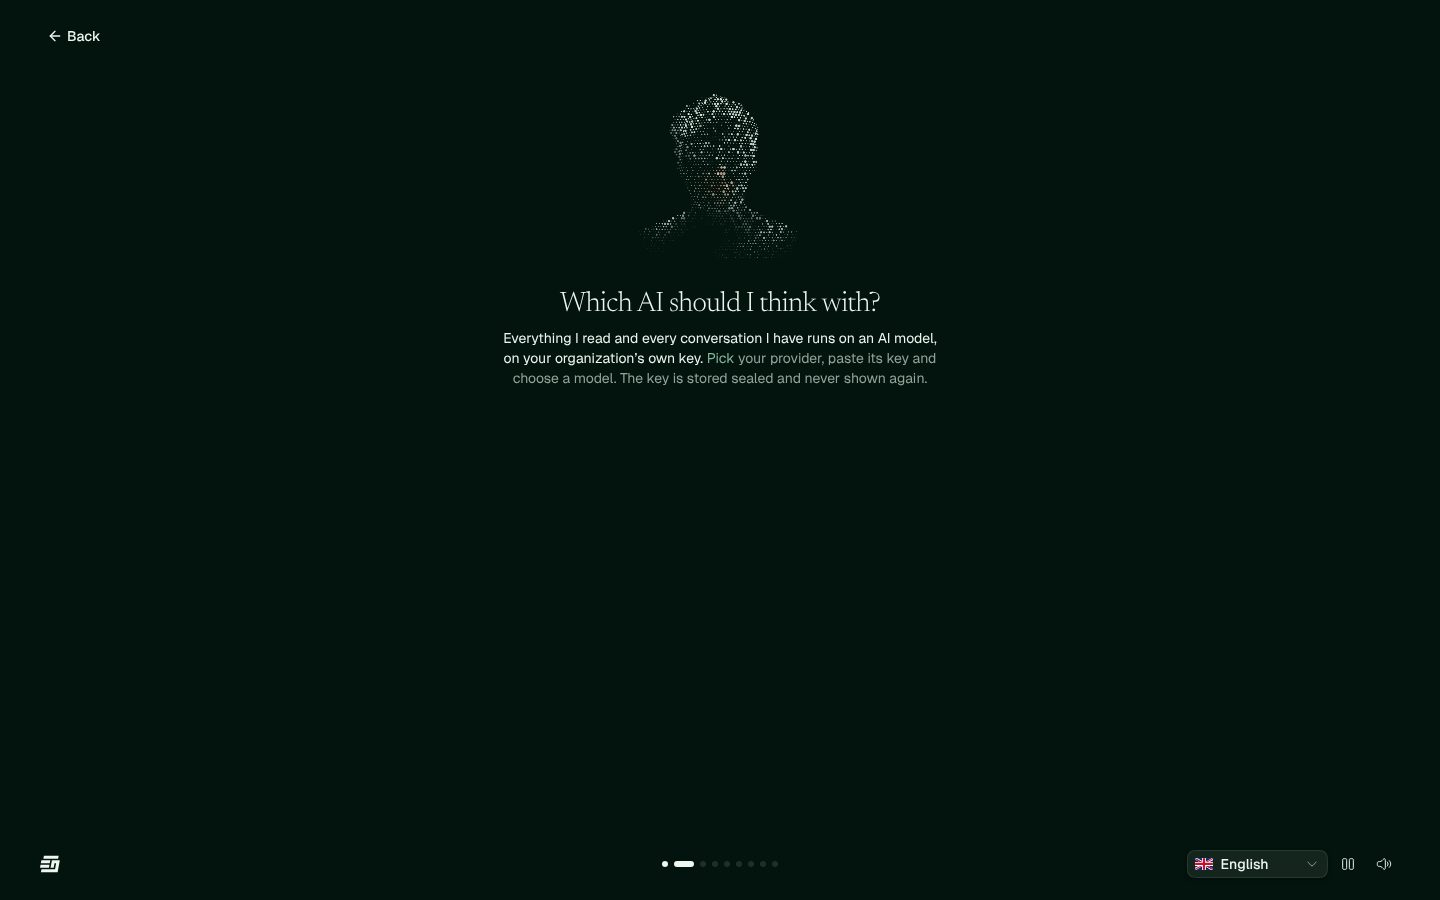 Back
Which AI should I think with?
Everything I read and every conversation I have runs on an AI model,
on your organization’s own key. Pick your provider, paste its key and
choose a model. The key is stored sealed and never shown again.
English